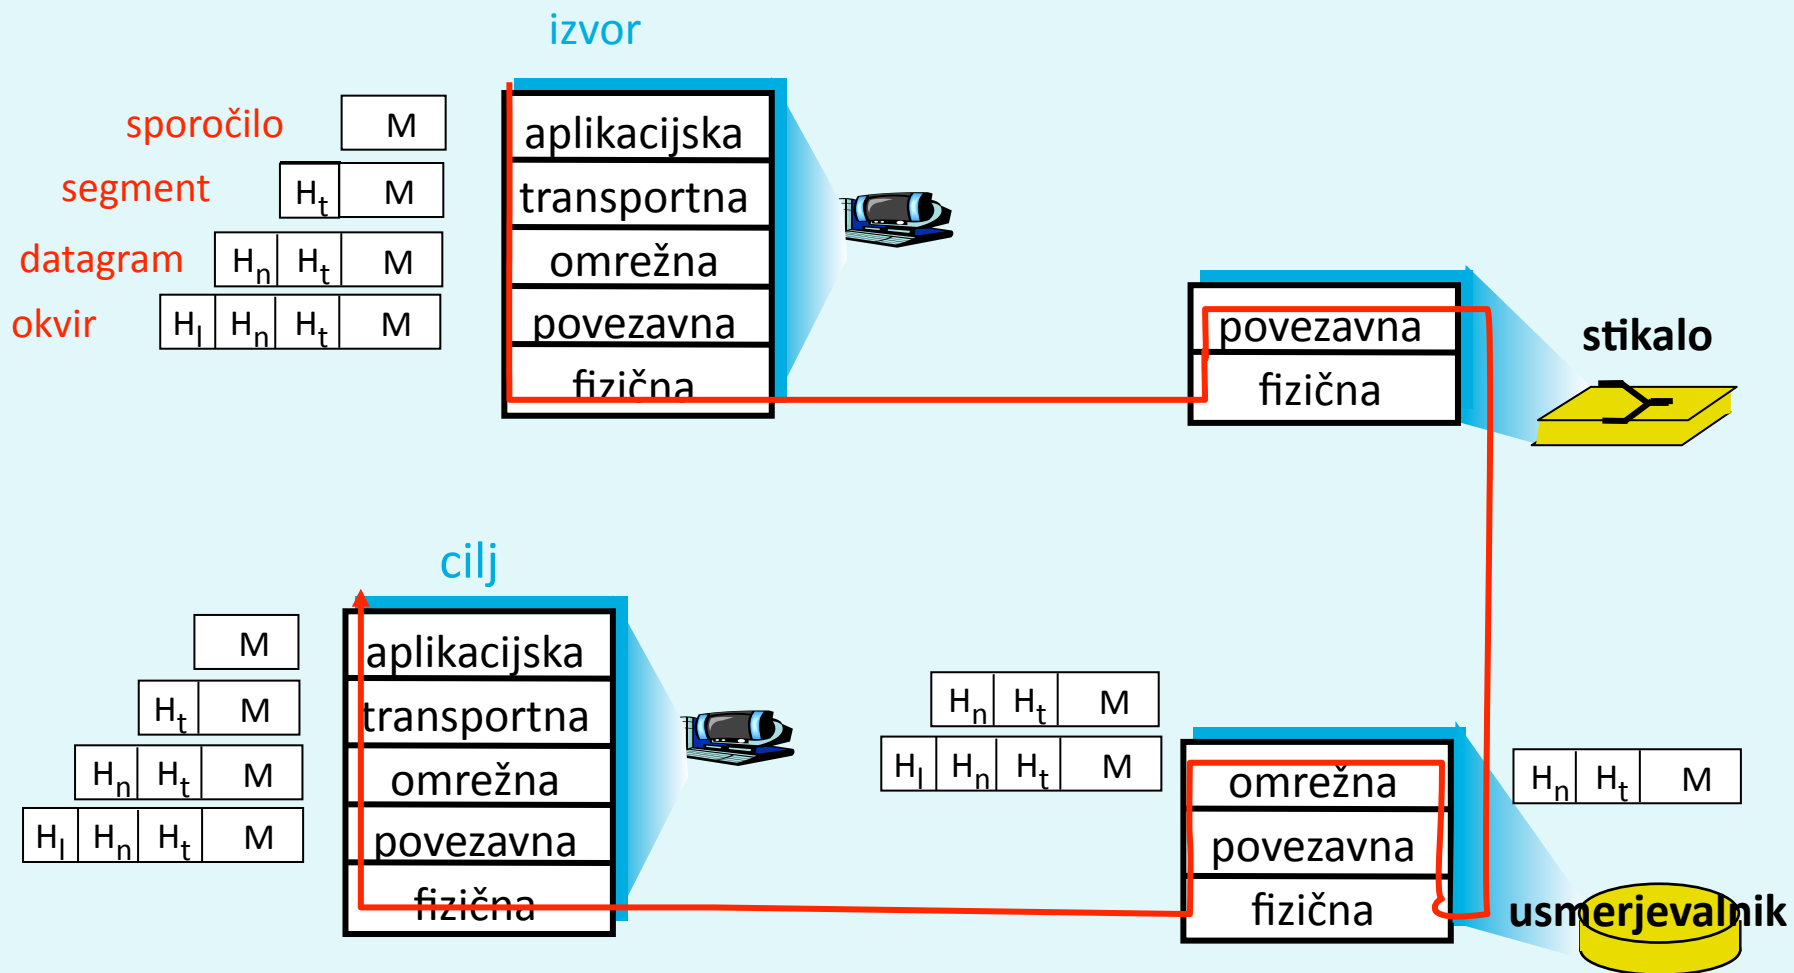 izvor
sporočilo M
segment Ht M
datagram Hn Ht M
okvir Hl Hn Ht M
aplikacijska
transportna
omrežna
povezavna
fizična
povezavna
fizična
stikalo
cilj
M
Ht M
Hn Ht M
Hl Hn Ht M
aplikacijska
transportna
omrežna
povezavna
fizična
Hn Ht M
Hl Hn Ht M
omrežna
povezavna
fizična
Hn Ht M
usmerjevalnik